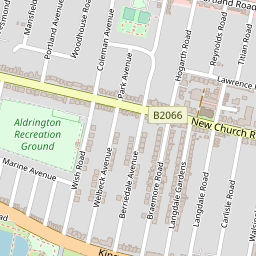 Mansfield
Portland Avenue
Woodhouse Road
Coleman Avenue
Park Avenue
Hogarth Road
Reynolds Road
Titian Road
Road
Lawrence
B2066
New Church R
Aldrington
Recreation
Ground
Marine Avenue
Wish Road
Welbeck Avenue
Berriedale Avenue
Braemore Road
Langdale Gardens
Langdale Road
Carlisle Road